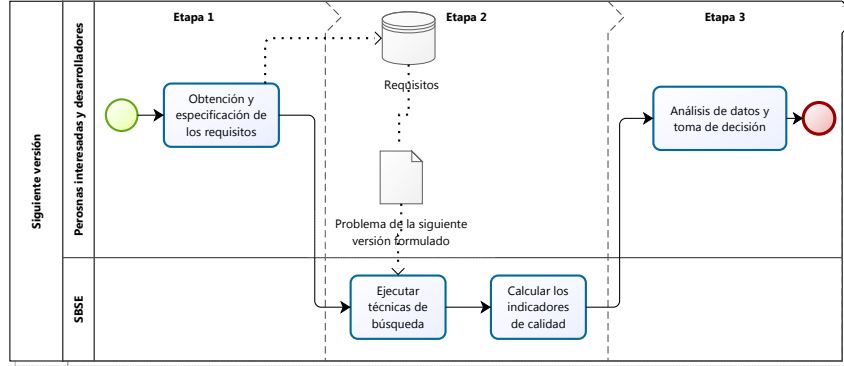 Etapa 1
Etapa 2
Etapa 3
Siguiente versión
Perosnas interesadas y desarrolladores
Obtención y
especificación de
los requisitos
Requisitos
Análisis de datos y
toma de decisión
Problema de la siguiente
versión formulado
SBSE
Ejecutar
técnicas de
búsqueda
Calcular los
indicadores
de calidad